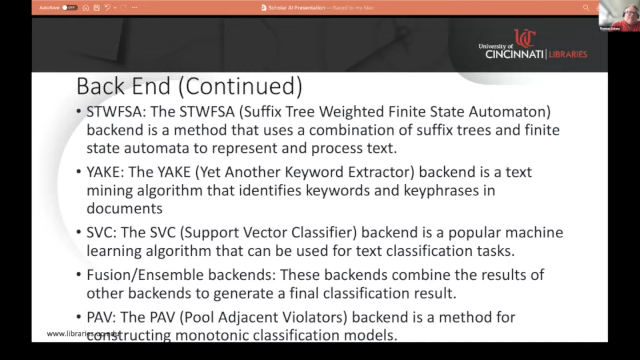 AutoSave OFF
Scholar AI Presentation — Saved to my Mac
University of
CINCINNATI | LIBRARIES
Back End (Continued)
• STWFSA: The STWFSA (Suffix Tree Weighted Finite State Automaton)
backend is a method that uses a combination of suffix trees and finite
state automata to represent and process text.
• YAKE: The YAKE (Yet Another Keyword Extractor) backend is a text
mining algorithm that identifies keywords and keyphrases in
documents
• SVC: The SVC (Support Vector Classifier) backend is a popular machine
learning algorithm that can be used for text classification tasks.
• Fusion/Ensemble backends: These backends combine the results of
other backends to generate a final classification result.
• PAV: The PAV (Pool Adjacent Violators) backend is a method for
constructing monotonic classification models.
www.libraries.uc.edu